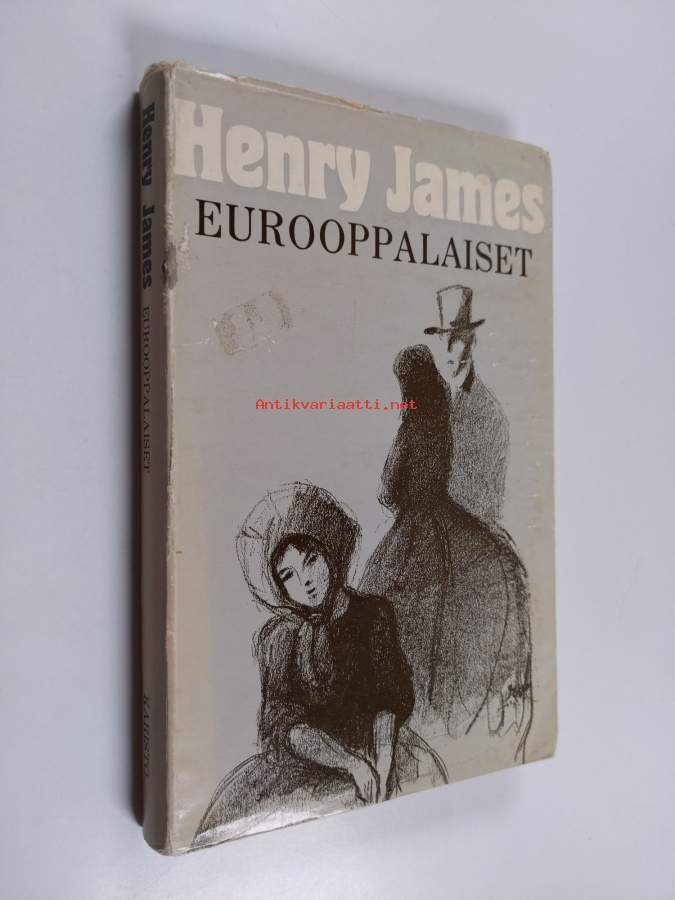 Henry James
EUROOPPALAISET
Antikvariaatti.net
Henry James EUROOPPALAISET KARISTO